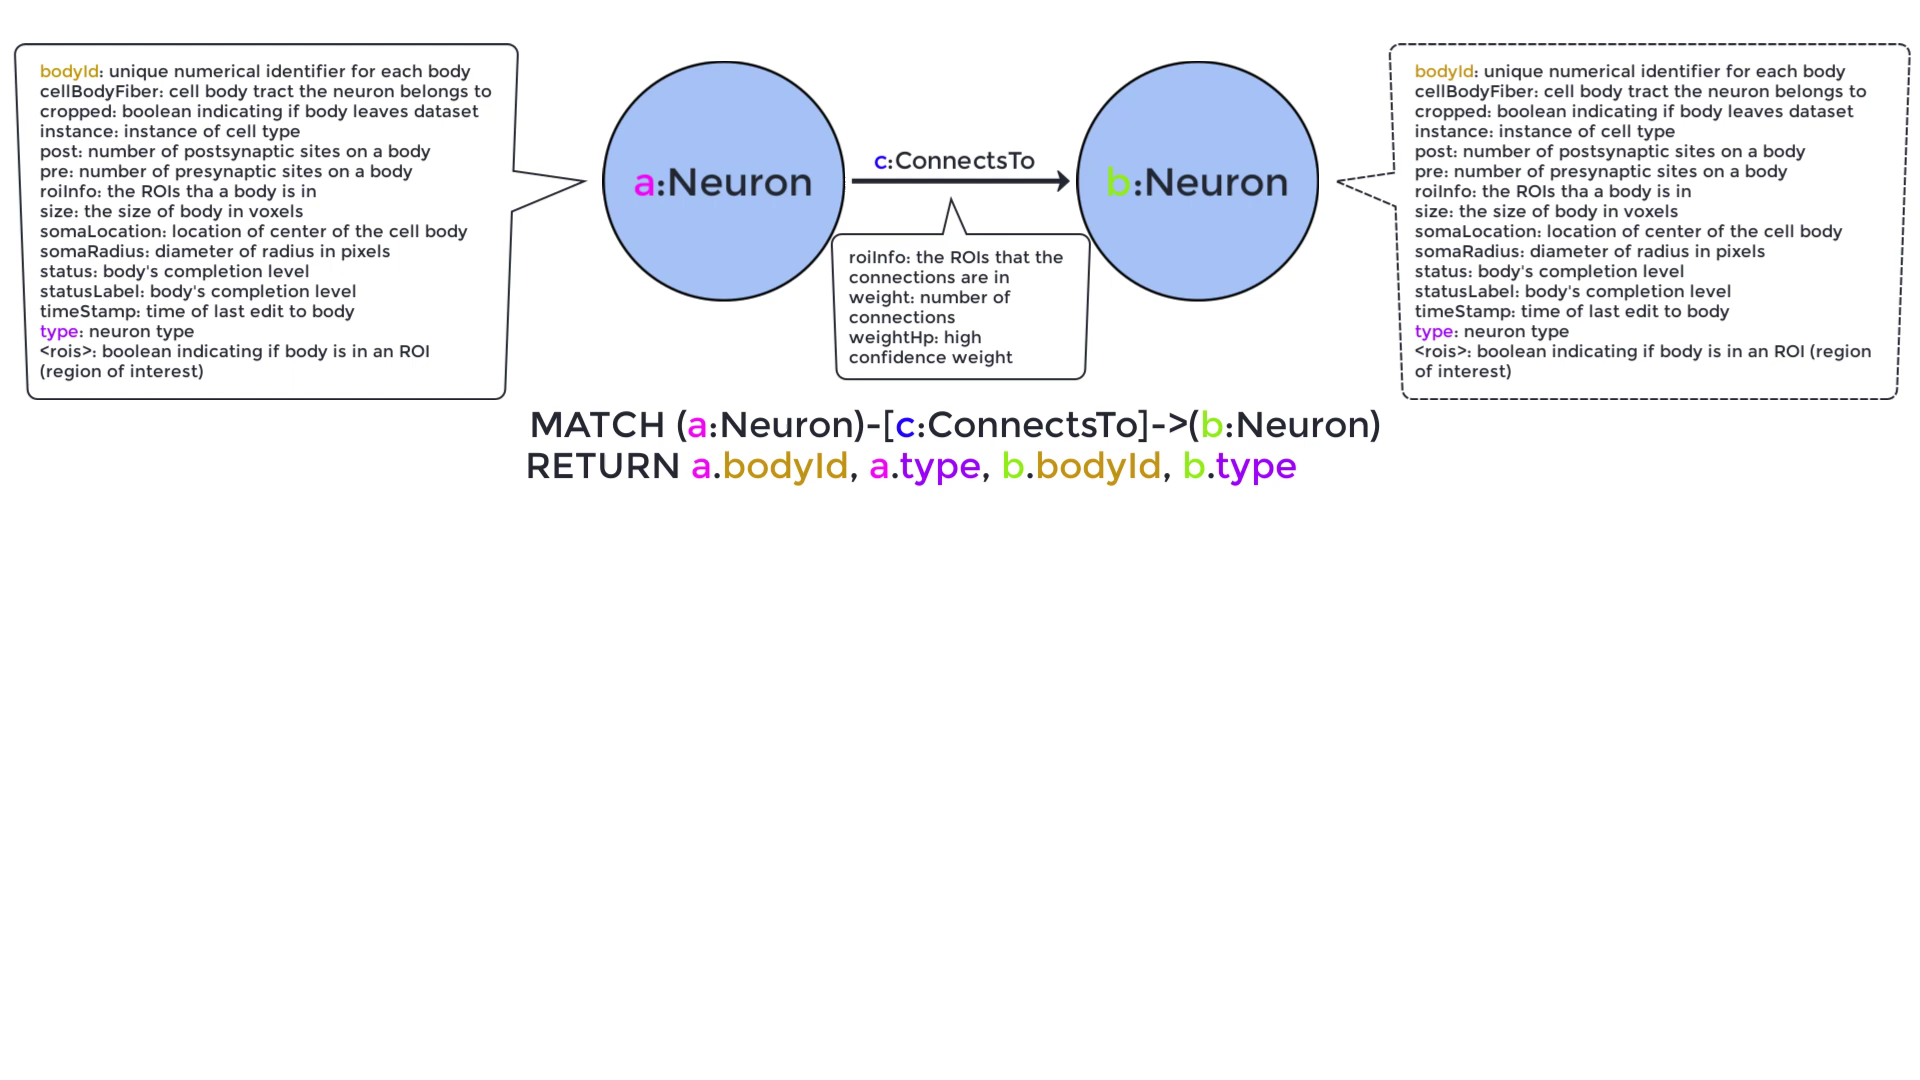 bodyId: unique numerical identifier for each body
cellBodyFiber: cell body tract the neuron belongs to
cropped: boolean indicating if body leaves dataset
instance: instance of cell type
post: number of postsynaptic sites on a body
pre: number of presynaptic sites on a body
roiInfo: the ROIs tha a body is in
size: the size of body in voxels
somaLocation: location of center of the cell body
somaRadius: diameter of radius in pixels
status: body's completion level
statusLabel: body's completion level
timeStamp: time of last edit to body
type: neuron type
<rois>: boolean indicating if body is in an ROI
(region of interest)
a:Neuron
c:ConnectsTo
roiInfo: the ROIs that the
connections are in
weight: number of
connections
weightHp: high
confidence weight
b:Neuron
bodyId: unique numerical identifier for each body
cellBodyFiber: cell body tract the neuron belongs to
cropped: boolean indicating if body leaves dataset
instance: instance of cell type
post: number of postsynaptic sites on a body
pre: number of presynaptic sites on a body
roiInfo: the ROIs tha a body is in
size: the size of body in voxels
somaLocation: location of center of the cell body
somaRadius: diameter of radius in pixels
status: body's completion level
statusLabel: body's completion level
timeStamp: time of last edit to body
type: neuron type
<rois>: boolean indicating if body is in an ROI (region
of interest)
MATCH (a:Neuron)-[c:ConnectsTo]->(b:Neuron)
RETURN a.bodyId, a.type, b.bodyId, b.type